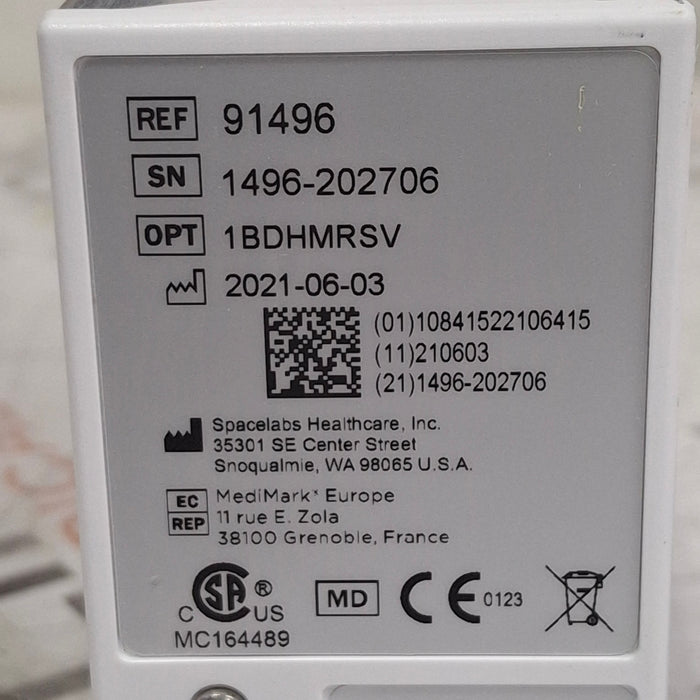 REF 91496
SN 1496-202706
OPT 1BDHMRSV
2021-06-03
(01)10841522106415
(11)210603
(21)1496-202706
Spacelabs Healthcare, Inc.
35301 SE Center Street
Snoqualmie, WA 98065 U.S.A.
EC REP
MediMark* Europe
11 rue E. Zola
38100 Grenoble, France
C SA ® US
MC164489
MD
CE 0123